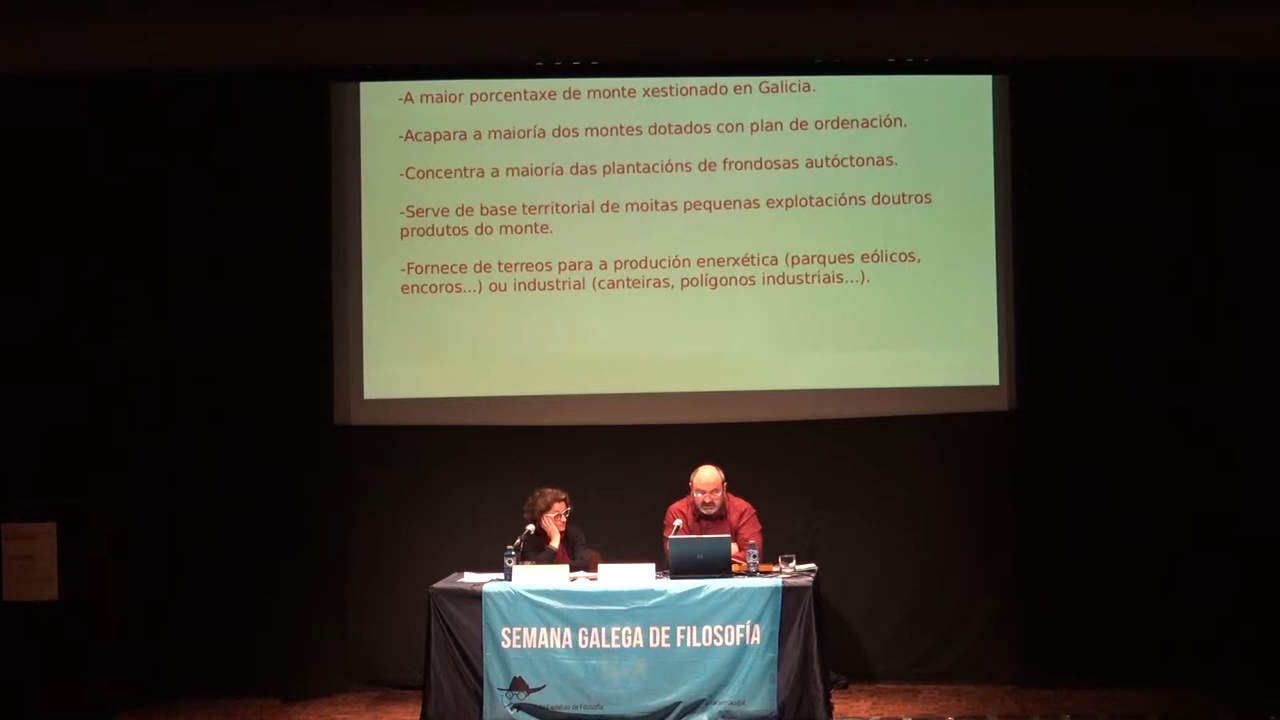 -A maior porcentaxe de monte xestionado en Galicia.
-Acapara a maioría dos montes dotados con plan de ordenación.
-Concentra a maioría das plantacións de frondosas autóctonas.
-Serve de base territorial de moitas pequenas explotacións doutros
produtos do monte.
-Fornece de terreos para a produción enerxética (parques eólicos,
encoros...) ou industrial (canteiras, polígonos industriais...).
SEMANA GALEGA DE FILOSOFÍA
de Filosofía